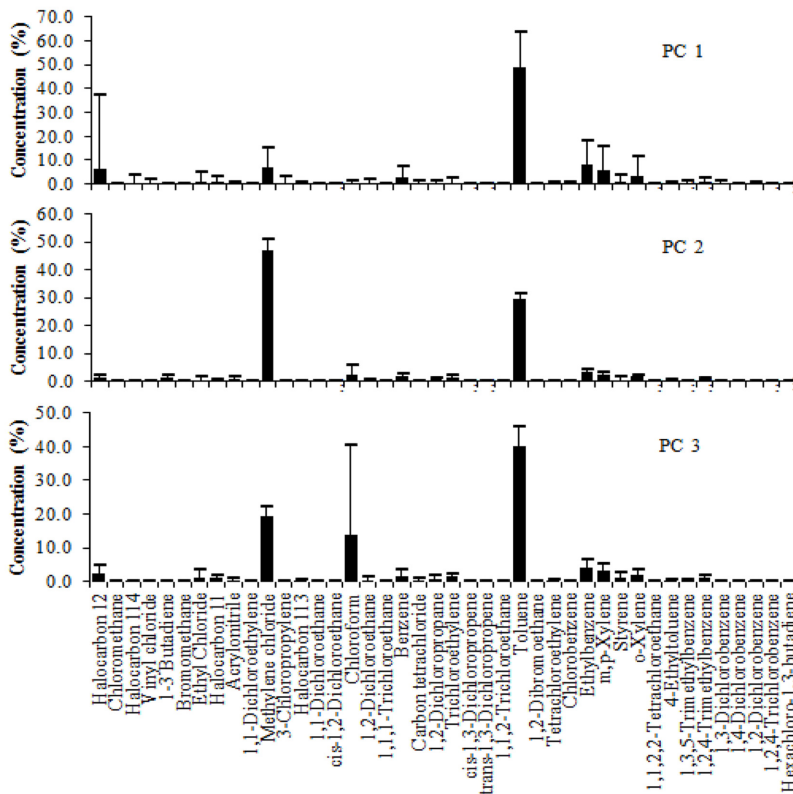 70.0
60.0
50.0
40.0
30.0
20.0
10.0
0.0
Concentration (%)
PC 1
60.0
50.0
40.0
30.0
20.0
10.0
0.0
Concentration (%)
PC 2
50.0
40.0
30.0
20.0
10.0
0.0
Concentration (%)
PC 3
Halocarbon 12
Chloromethane
Halocarbon 114
Vinyl chloride
1-3 Butadiene
Bromomethane
Ethyl Chloride
Halocarbon 11
Acrylonitrile
1,1-Dichloroethylene
Methylene chloride
3-Chloropropylene
Halocarbon 113
1,1-Dichloroethane
cis-1,2-Dichloroethane
Chloroform
1,2-Dichloroethane
1,1,1-Trichloroethane
Benzene
Carbon tetrachloride
1,2-Dichloropropane
Trichloroethylene
cis-1,3-Dichloropropene
trans-1,3-Dichloropropene
1,1,2-Trichloroethane
Toluene
1,2-Dibromoethane
Tetrachloroethylene
Chlorobenzene
Ethylbenzene
m,p-Xylene
Styrene
o-Xylene
1,1,2,2-Tetrachloroethane
4-Ethyltoluene
1,3,5-Trimethylbenzene
1,2,4-Trimethylbenzene
1,3-Dichlorobenzene
1,4-Dichlorobenzene
1,2-Dichlorobenzene
1,2,4-Trichlorobenzene
Hexachloro-1,3-butadiene